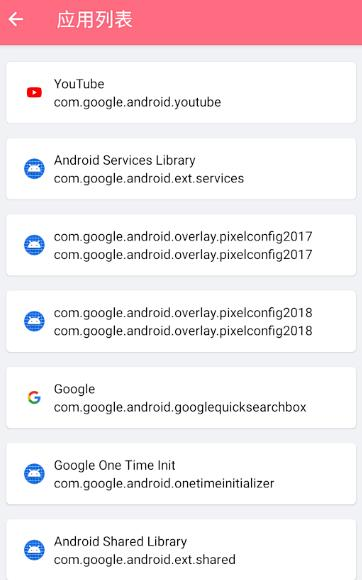 应用列表
YouTube
com.google.android.youtube
Android Services Library
com.google.android.ext.services
com.google.android.overlay.pixelconfig2017
com.google.android.overlay.pixelconfig2017
com.google.android.overlay.pixelconfig2018
com.google.android.overlay.pixelconfig2018
Google
com.google.android.googlequicksearchbox
Google One Time Init
com.google.android.onetimeinitializer
Android Shared Library
com.google.android.ext.shared